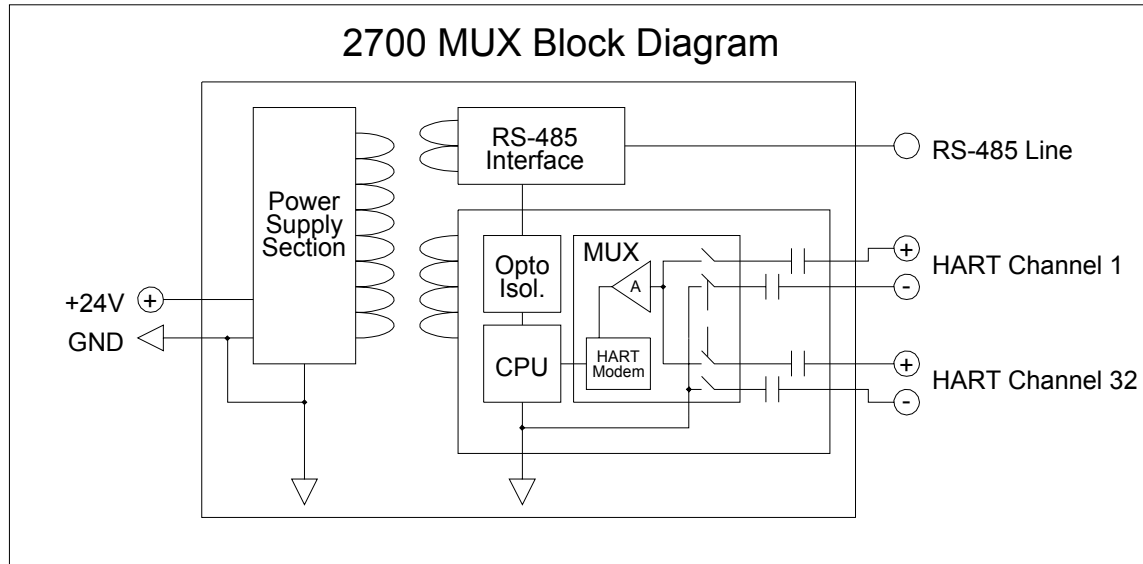 2700 MUX Block Diagram
RS-485
Interface
RS-485 Line
Power
Supply
Section
Opto
Isol.
MUX
A
+
HART Channel 1
-
+24V +
GND
CPU
HART
Modem
+
HART Channel 32
-